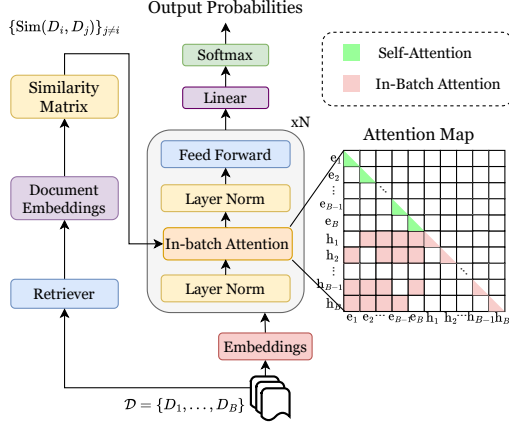 Output Probabilities
{Sim(D_i, D_j)}_{j≠i}
Softmax
Self-Attention
Similarity
Matrix
In-Batch Attention
Linear
xN
Attention Map
Feed Forward
Document
Embeddings
Layer Norm
In-batch Attention
Retriever
Layer Norm
Embeddings
𝒟 = {D_1, ..., D_B}
e_1
e_2
⋮
e_{B-1}
e_B
h_1
h_2
⋮
h_{B-1}
h_B
e_1 e_2 ... e_{B-1} e_B h_1 h_2 ... h_{B-1} h_B